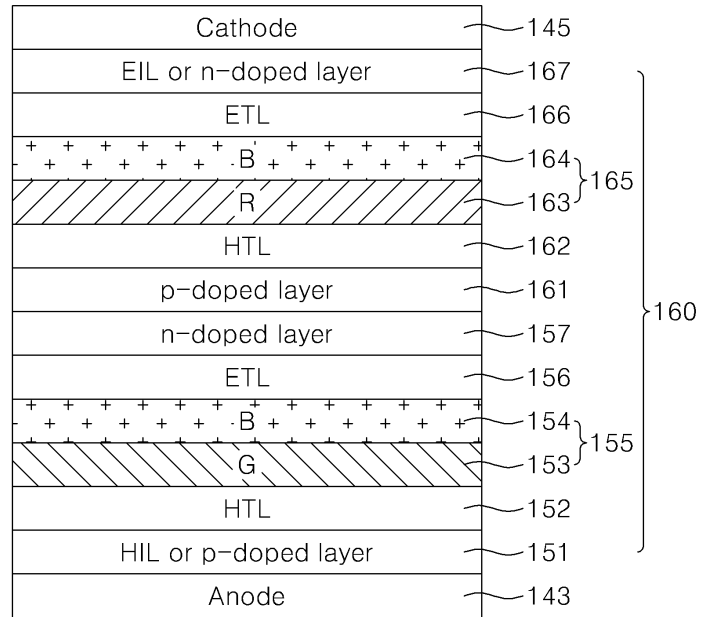 Cathode 145
EIL or n-doped layer 167
ETL 166
B 164
165
R 163
HTL 162
p-doped layer 161
160
n-doped layer 157
ETL 156
B 154
155
G 153
HTL 152
HIL or p-doped layer 151
Anode 143